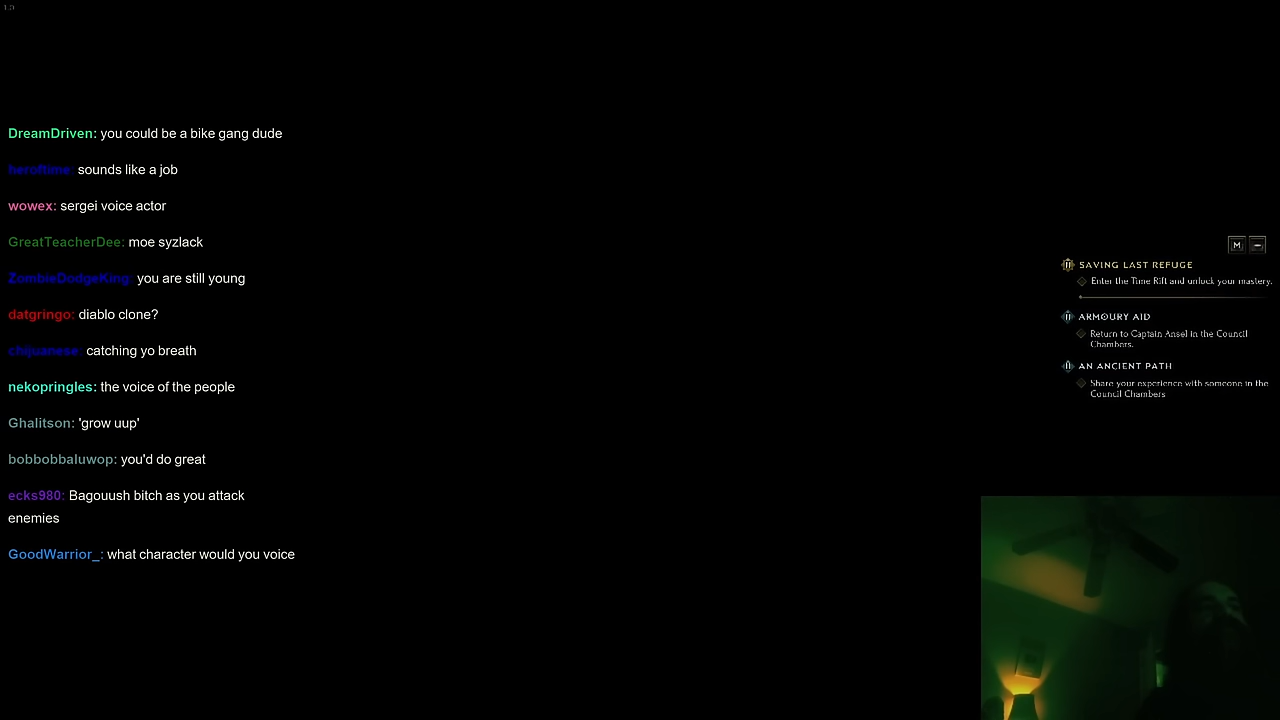 1.0
DreamDriven: you could be a bike gang dude
heroftime: sounds like a job
wowex: sergei voice actor
GreatTeacherDee: moe syzlack
ZombieDodgeKing: you are still young
datgringo: diablo clone?
chijuanese: catching yo breath
nekopringles: the voice of the people
Ghalitson: 'grow uup'
bobbobbaluwop: you'd do great
ecks980: Bagouush bitch as you attack
enemies
GoodWarrior_: what character would you voice
M
SAVING LAST REFUGE
Enter the Time Rift and unlock your mastery.
ARMOURY AID
Return to Captain Ansel in the Council
Chambers.
AN ANCIENT PATH
Share your experience with someone in the
Council Chambers